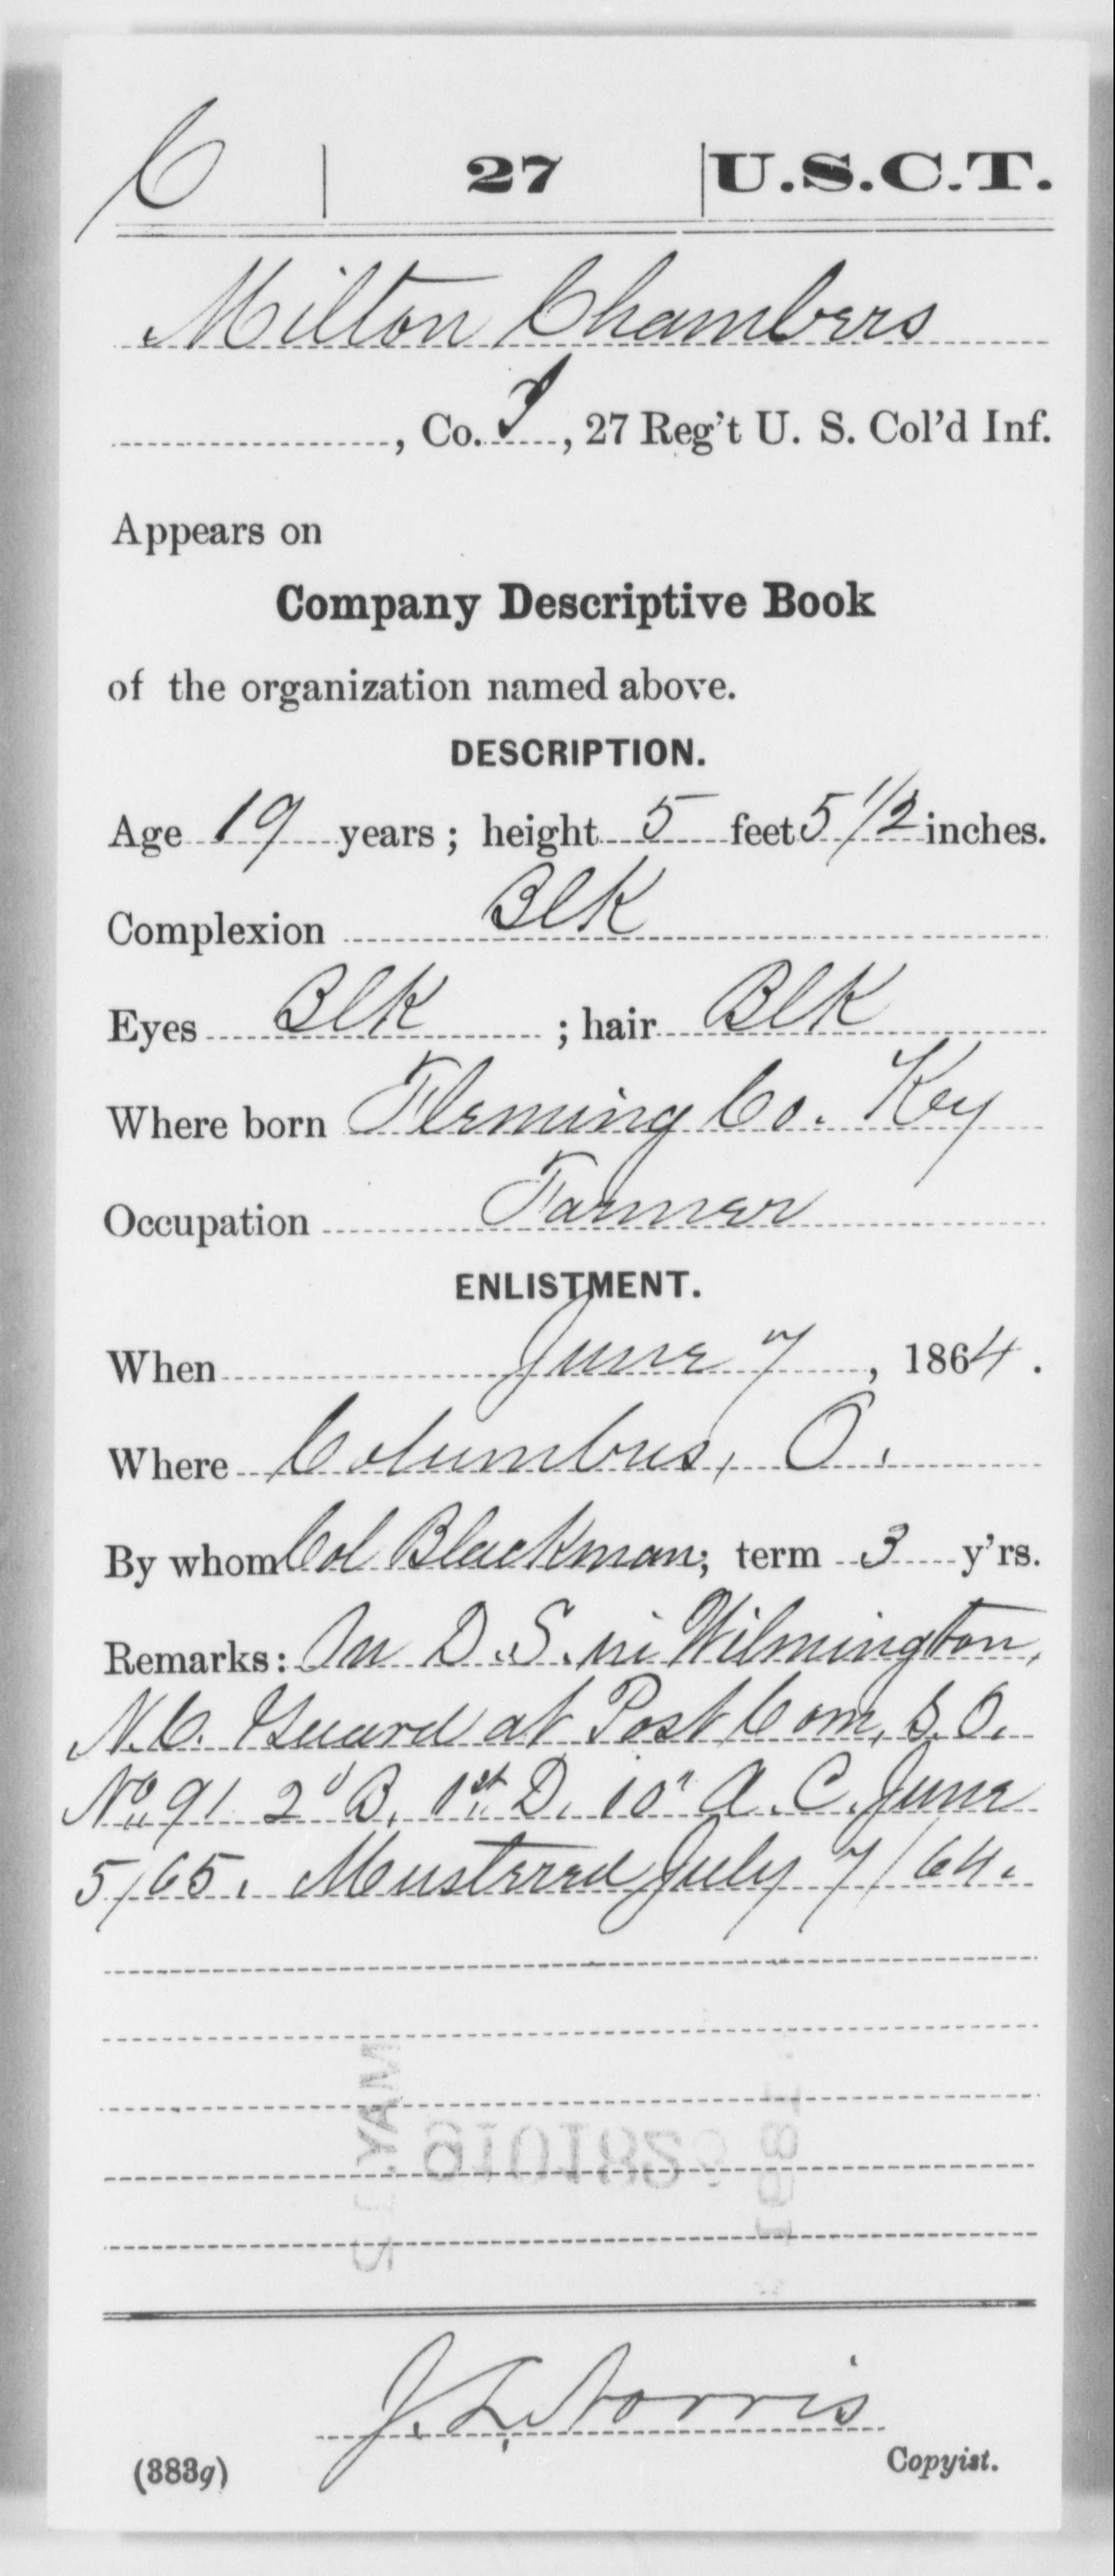 C | 27 | U.S.C.T.
Milton Chambers
, Co. I, 27 Reg't U. S. Col'd Inf.
Appears on
Company Descriptive Book
of the organization named above.
DESCRIPTION.
Age 19 years; height 5 feet 5 1/2 inches.
Complexion Blk
Eyes Blk; hair Blk
Where born Fleming Co. Key
Occupation Farmer
ENLISTMENT.
When June 7, 1864.
Where Columbus, O.
By whom Col Blackman; term 3 y'rs.
Remarks: On D.S. in Wilmington,
N.C. Guard at Post Com, S.O.
No 91 2d B, 1st D. 10" A.C. June
5/65. Mustered July 7/64.
MAY
910182
J. L. Norris
(383g) Copyist.